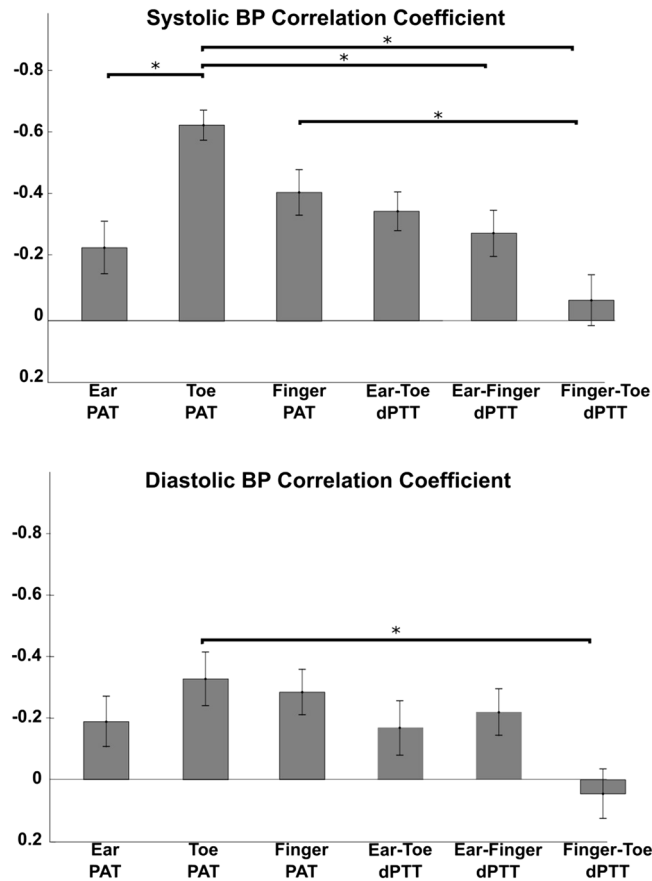 Systolic BP Correlation Coefficient
*
-0.8
*
*
*
-0.6
-0.4
-0.2
0
0.2
Ear Toe Finger Ear-Toe Ear-Finger Finger-Toe
PAT PAT PAT dPTT dPTT dPTT
Diastolic BP Correlation Coefficient
-0.8
-0.6
*
-0.4
-0.2
0
0.2
Ear Toe Finger Ear-Toe Ear-Finger Finger-Toe
PAT PAT PAT dPTT dPTT dPTT